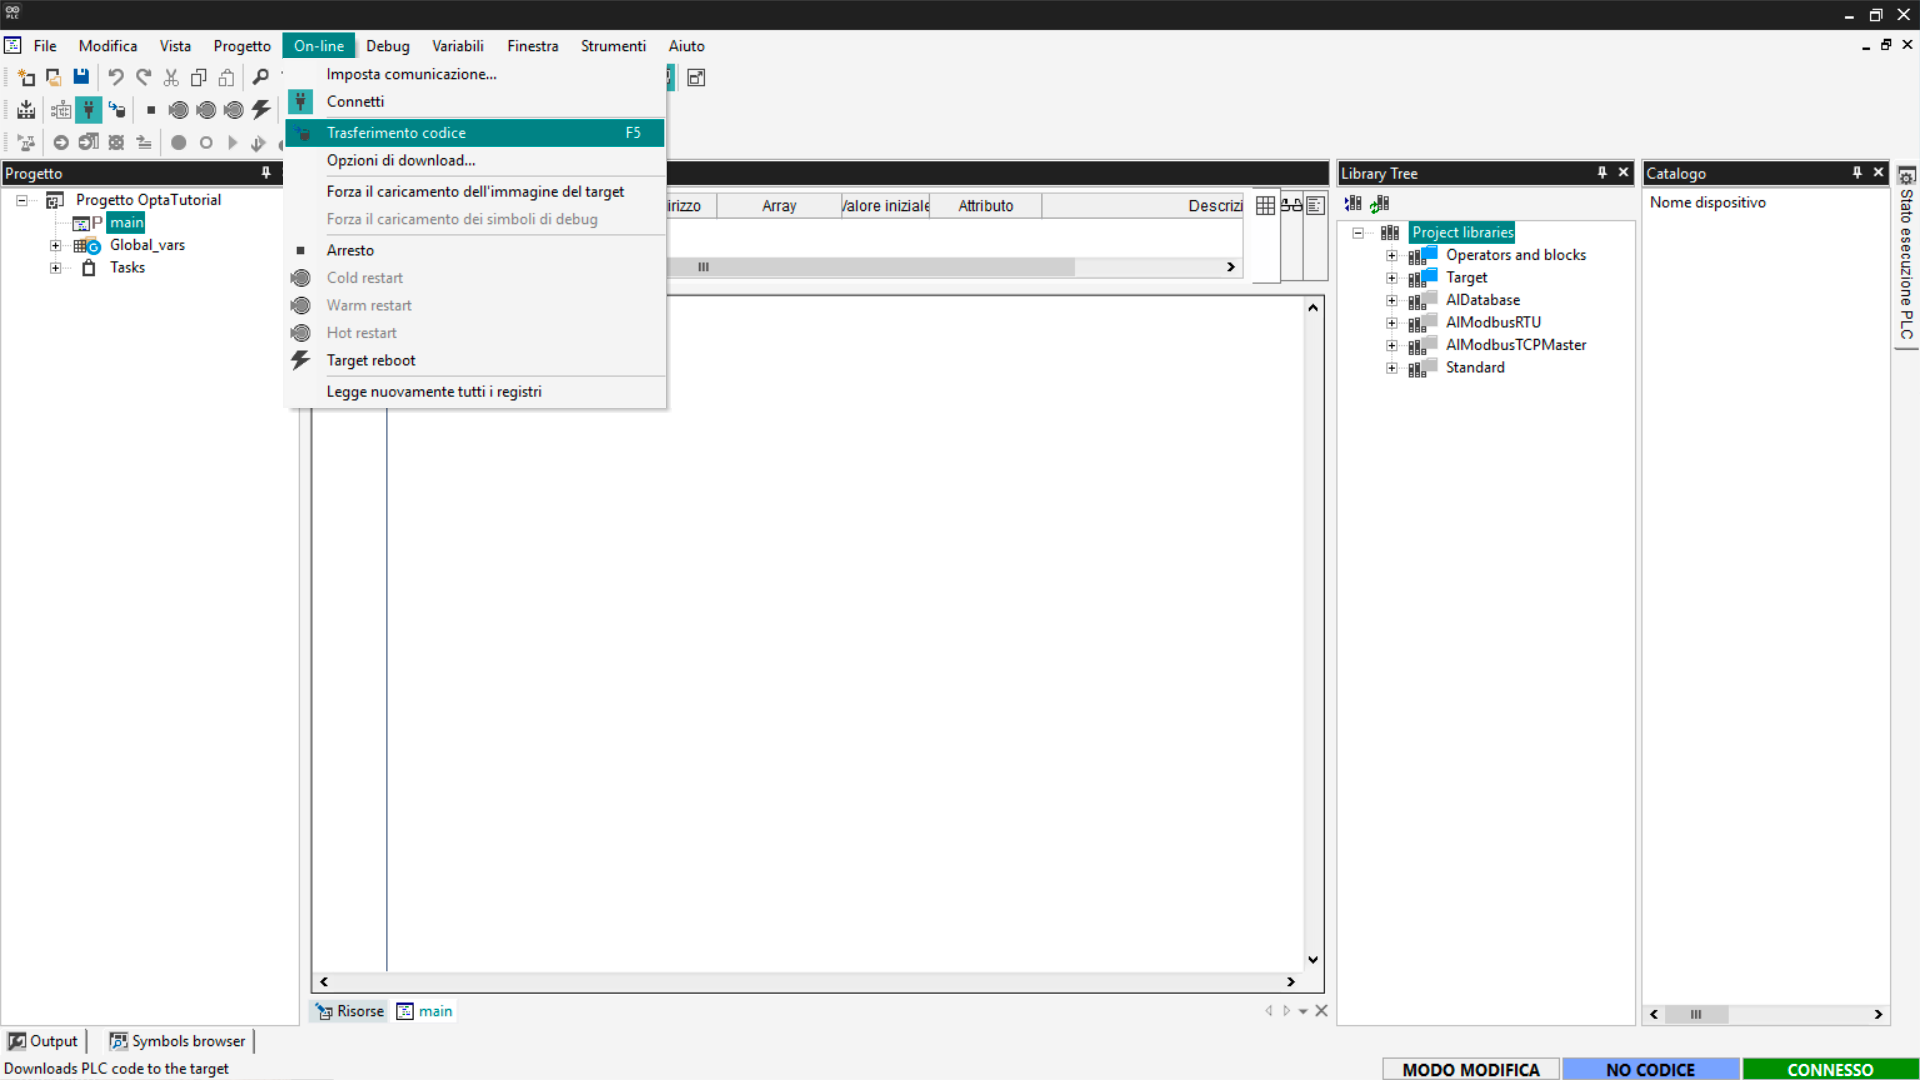 PLC
File Modifica Vista Progetto On-line Debug Variabili Finestra Strumenti Aiuto
Imposta comunicazione...
Connetti
Trasferimento codice F5
Opzioni di download...
Forza il caricamento dell'immagine del target
Forza il caricamento dei simboli di debug
Arresto
Cold restart
Warm restart
Hot restart
Target reboot
Legge nuovamente tutti i registri
Progetto
Progetto OptaTutorial
P main
Global_vars
Tasks
irizzo Array Valore iniziale Attributo Descrizi
Risorse main
Library Tree
Project libraries
Operators and blocks
Target
AlDatabase
AlModbusRTU
AlModbusTCPMaster
Standard
Catalogo
Nome dispositivo
Stato esecuzione PLC
Output Symbols browser
Downloads PLC code to the target
MODO MODIFICA NO CODICE CONNESSO